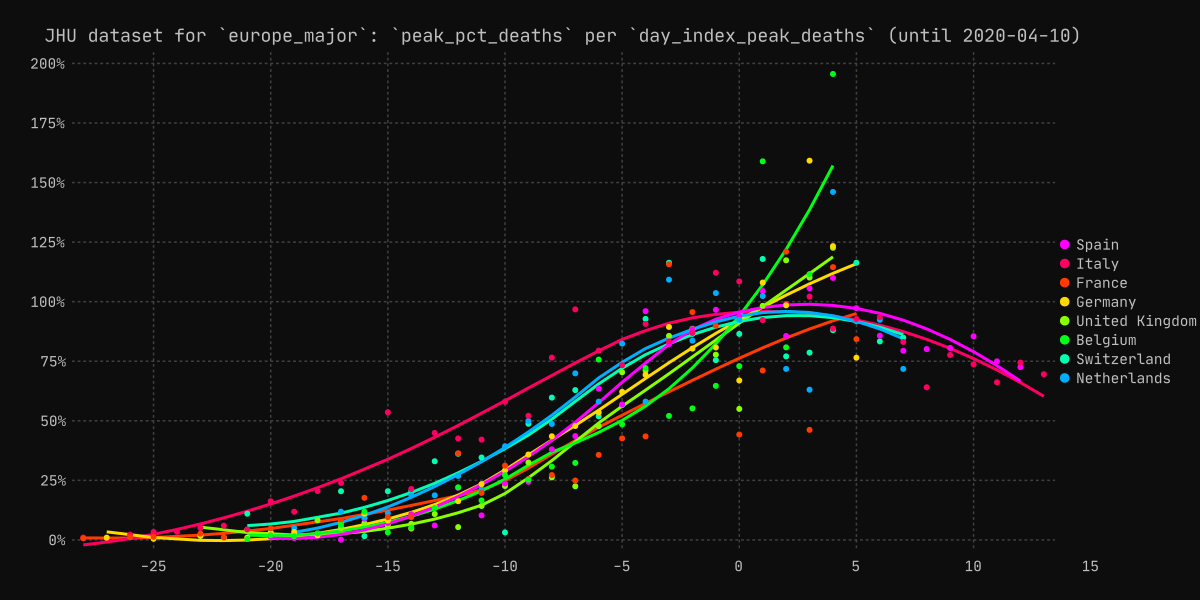 JHU dataset for `europe_major`: `peak_pct_deaths` per `day_index_peak_deaths` (until 2020-04-10)
200%
175%
150%
125%
100%
75%
50%
25%
0%
-25 -20 -15 -10 -5 0 5 10 15
Spain
Italy
France
Germany
United Kingdom
Belgium
Switzerland
Netherlands